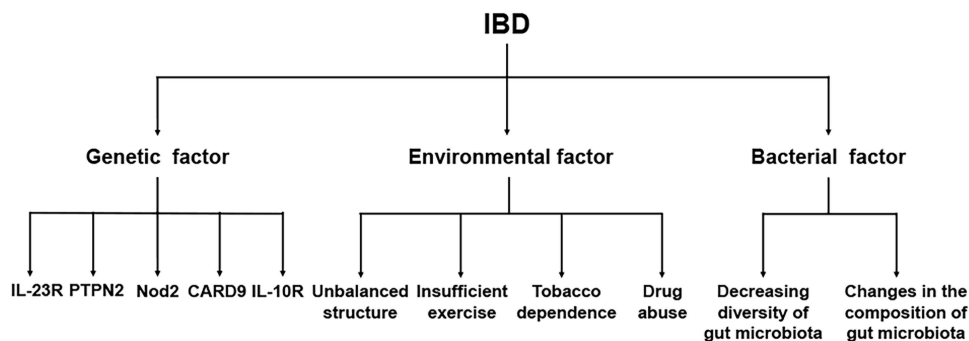 IBD
Genetic factor
Environmental factor
Bacterial factor
IL-23R
PTPN2
Nod2
CARD9
IL-10R
Unbalanced
structure
Insufficient
exercise
Tobacco
dependence
Drug
abuse
Decreasing
diversity of
gut microbiota
Changes in the
composition of
gut microbiota